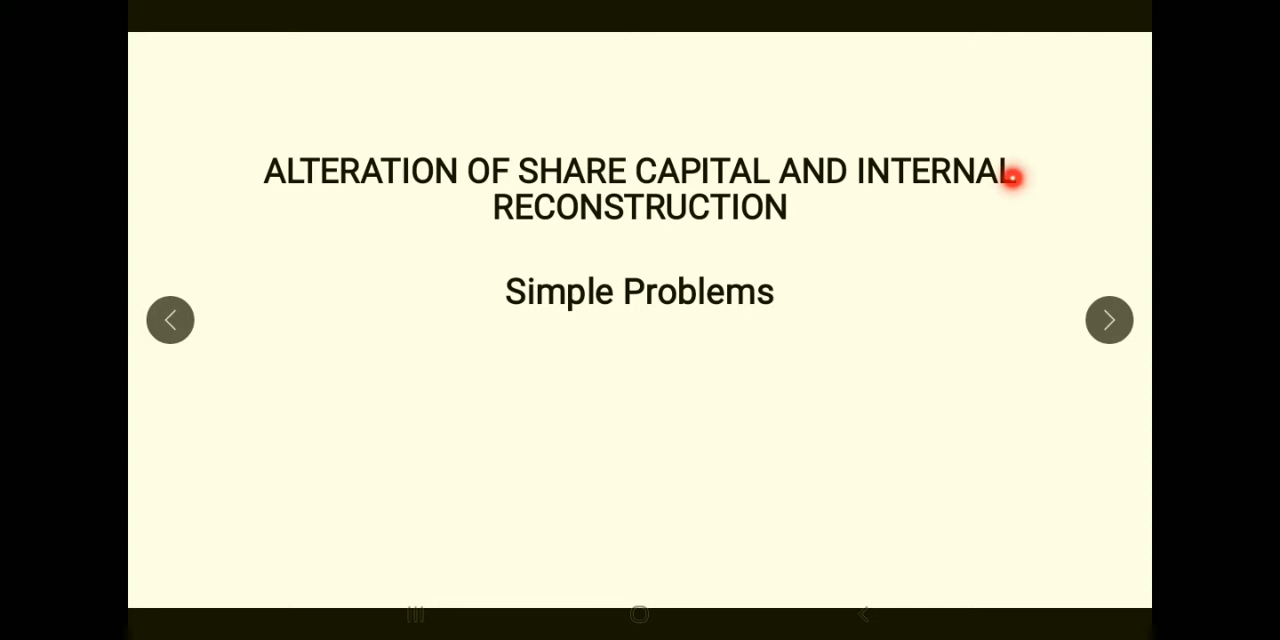 ALTERATION OF SHARE CAPITAL AND INTERNAL
RECONSTRUCTION
Simple Problems